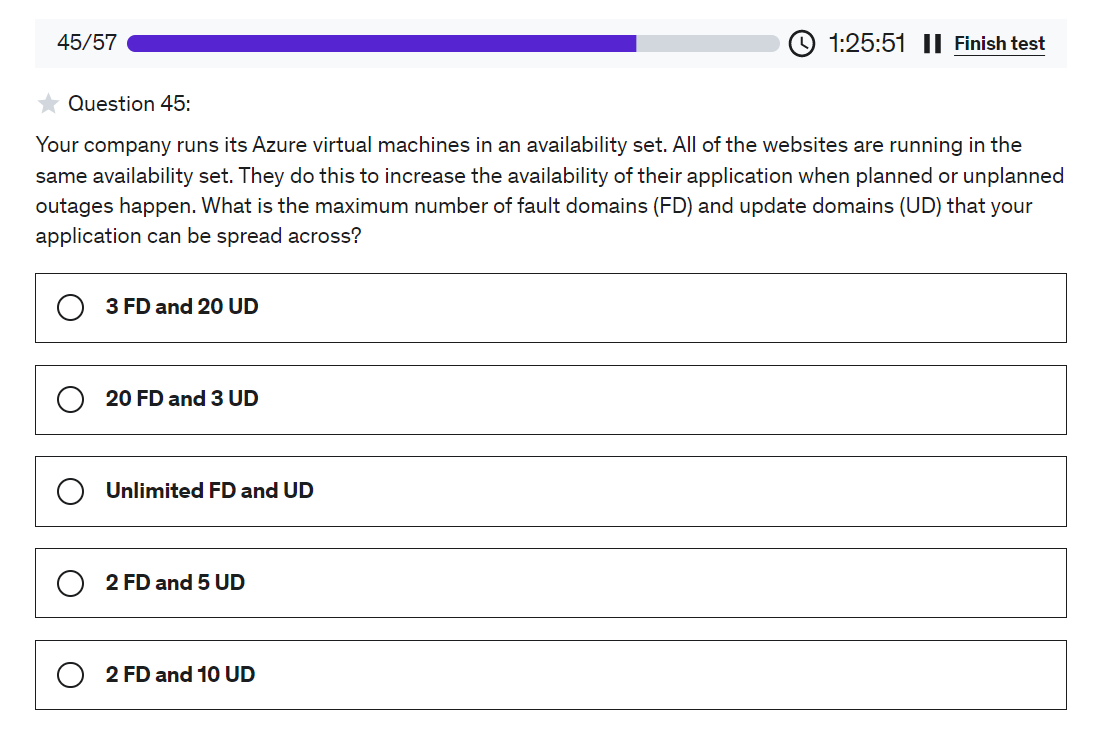 45/57 1:25:51 Finish test
Question 45:
Your company runs its Azure virtual machines in an availability set. All of the websites are running in the
same availability set. They do this to increase the availability of their application when planned or unplanned
outages happen. What is the maximum number of fault domains (FD) and update domains (UD) that your
application can be spread across?
3 FD and 20 UD
20 FD and 3 UD
Unlimited FD and UD
2 FD and 5 UD
2 FD and 10 UD